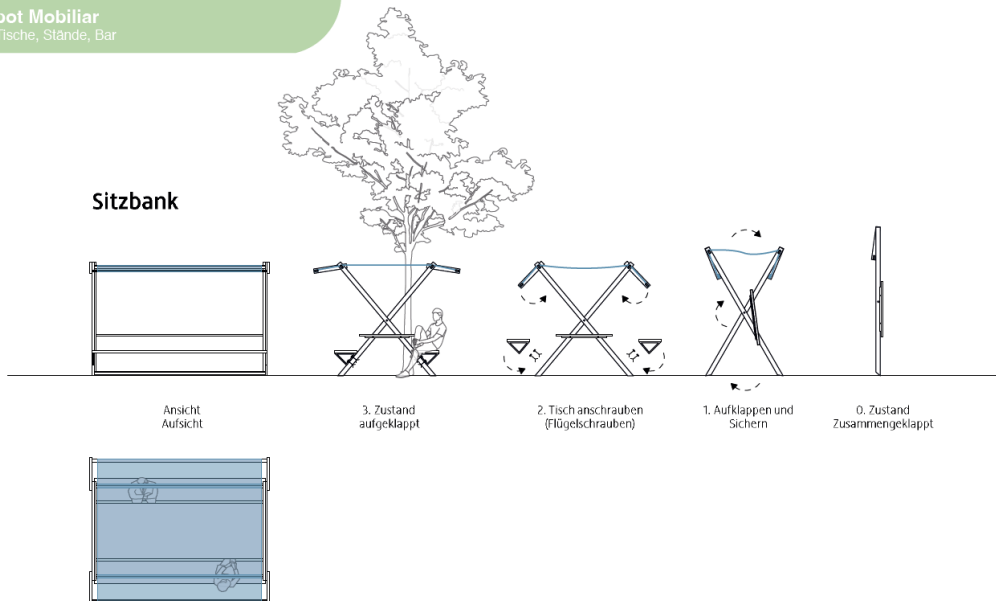 Mobiliar
Tische, Stände, Bar
Sitzbank
Ansicht
Aufsicht
3. Zustand
aufgeklappt
2. Tisch anschrauben
(Flügelschrauben)
1. Aufklappen und
Sichern
0. Zustand
Zusammengeklappt